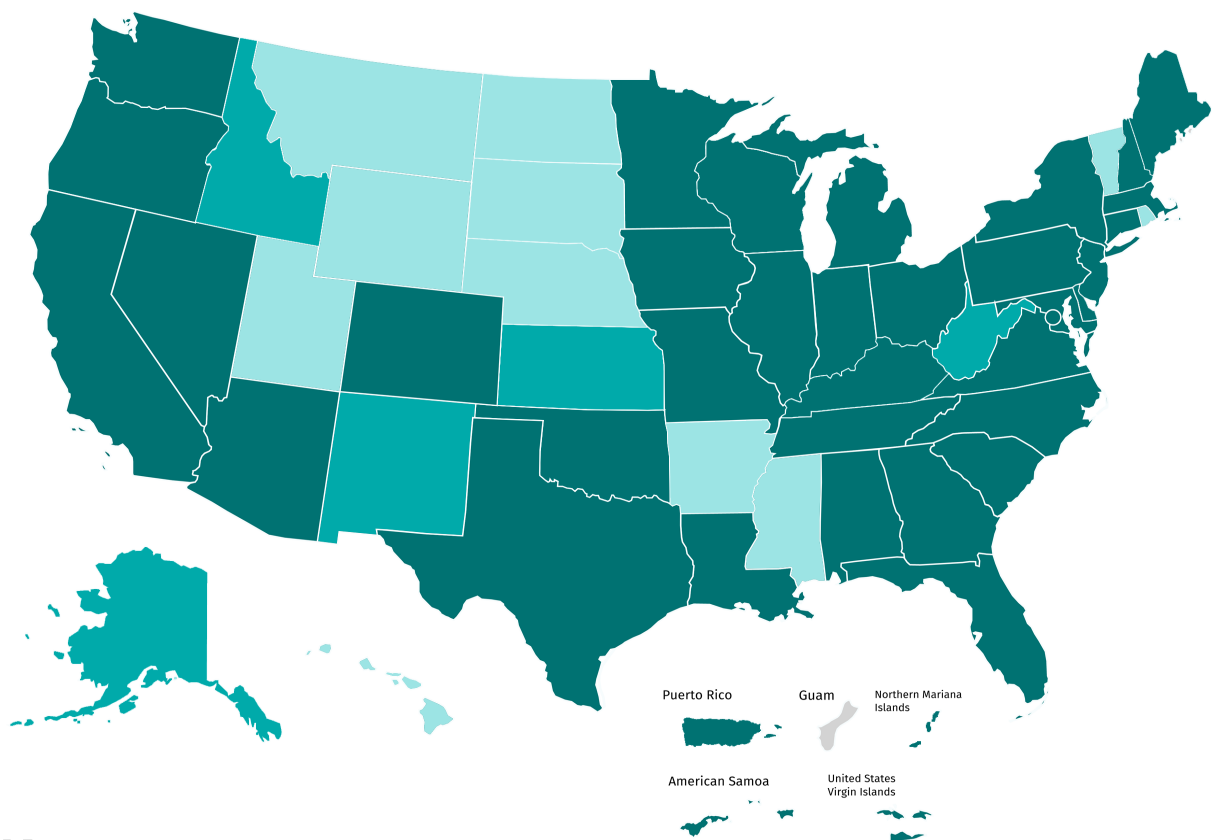 Puerto Rico
Guam
Northern Mariana
Islands
American Samoa
United States
Virgin Islands